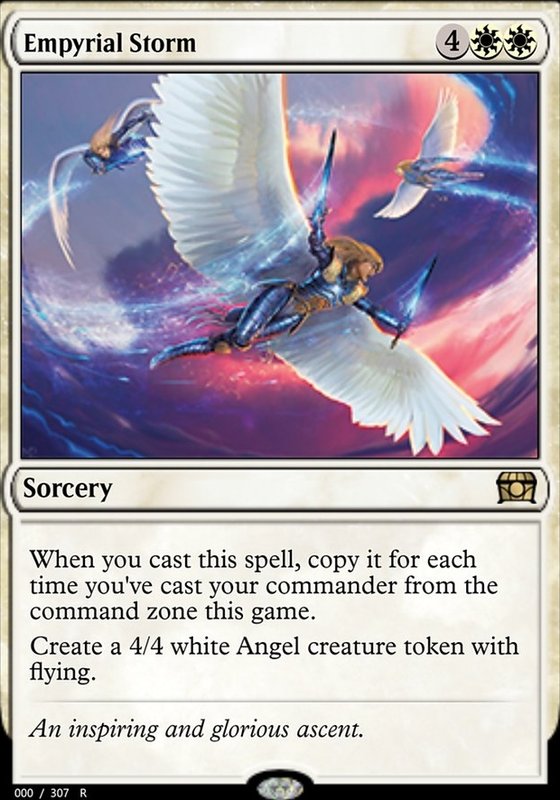 Empyrial Storm 4
Sorcery
When you cast this spell, copy it for each
time you've cast your commander from the
command zone this game.
Create a 4/4 white Angel creature token with
flying.
An inspiring and glorious ascent.
000 / 307 R